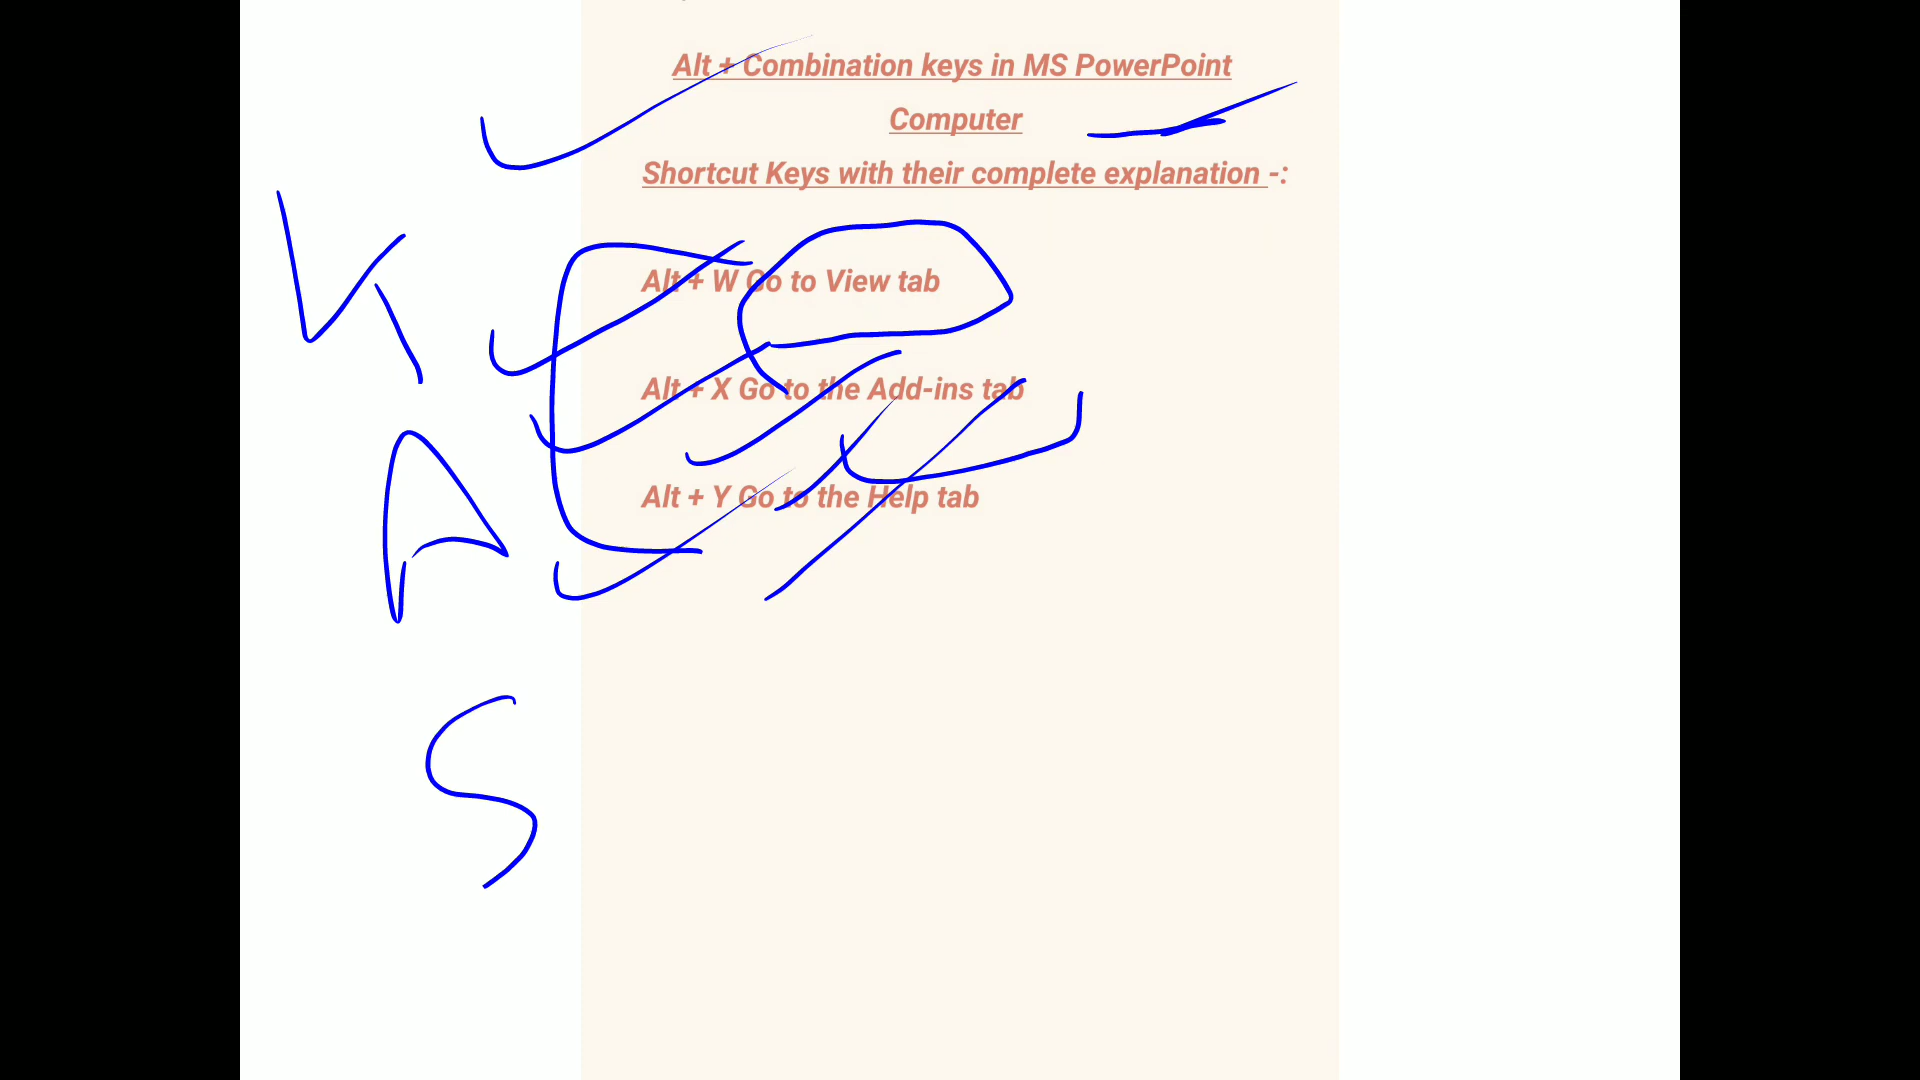 Alt + Combination keys in MS PowerPoint
Computer
Shortcut Keys with their complete explanation -:
Alt + W Go to View tab
Alt + X Go to the Add-ins tab
Alt + Y Go to the Help tab
K
A
S